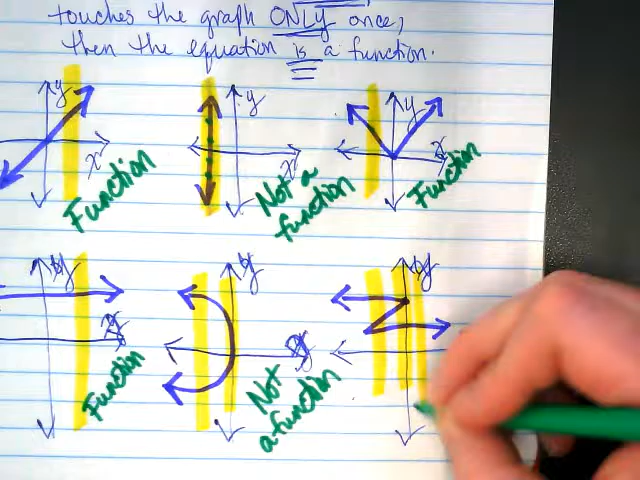 touches the graph ONLY once,
then the equation is a function.
y
y
y
x
x
x
Function
Not a
function
Function
y
y
y
Function
Not
a function